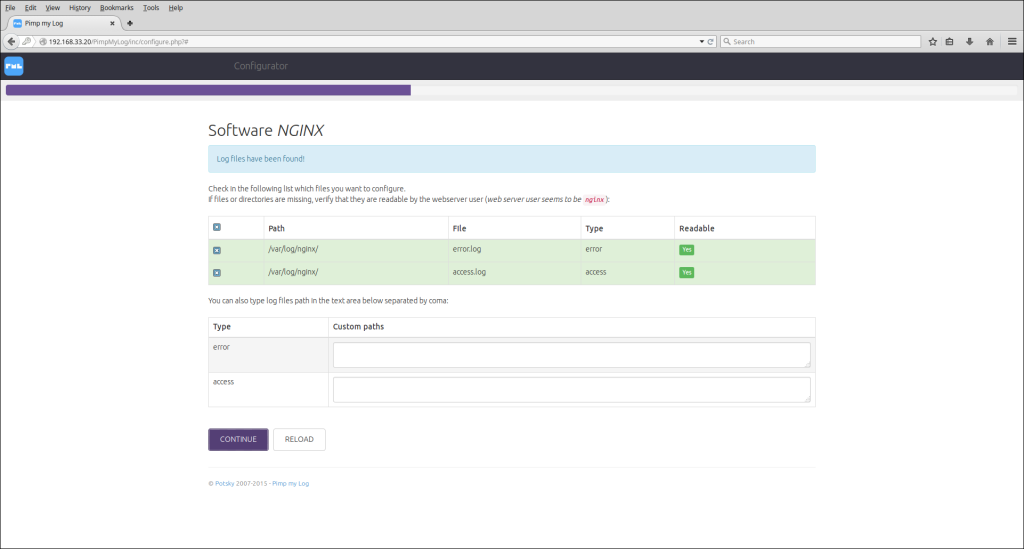 File Edit View History Bookmarks Tools Help
Pimp my Log
192.168.33.20/PimpMyLog/inc/configure.php?#
Search
PML
Configurator
Software NGINX
Log files have been found!
Check in the following list which files you want to configure.
If files or directories are missing, verify that they are readable by the webserver user (web server user seems to be nginx):
Path File Type Readable
/var/log/nginx/ error.log error Yes
/var/log/nginx/ access.log access Yes
You can also type log files path in the text area below separated by coma:
Type Custom paths
error
access
CONTINUE RELOAD
© Potsky 2007-2015 - Pimp my Log